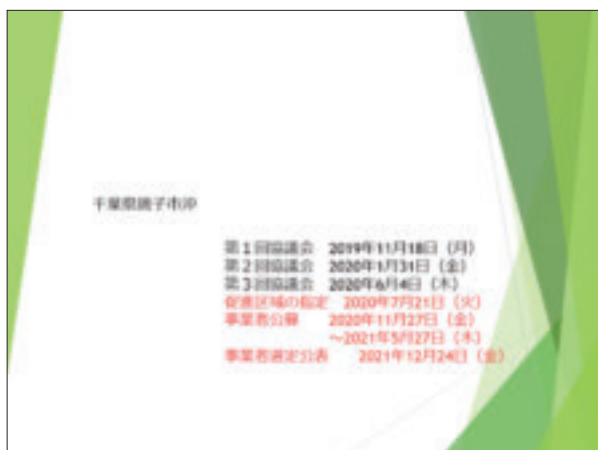 千葉県銚子市沖
第1回協議会　2019年11月18日（月）
第2回協議会　2020年1月31日（金）
第3回協議会　2020年6月4日（木）
促進区域の指定　2020年7月21日（火）
事業者公募　　2020年11月27日（金）
～2021年5月27日（木）
事業者選定公表　　2021年12月24日（金）